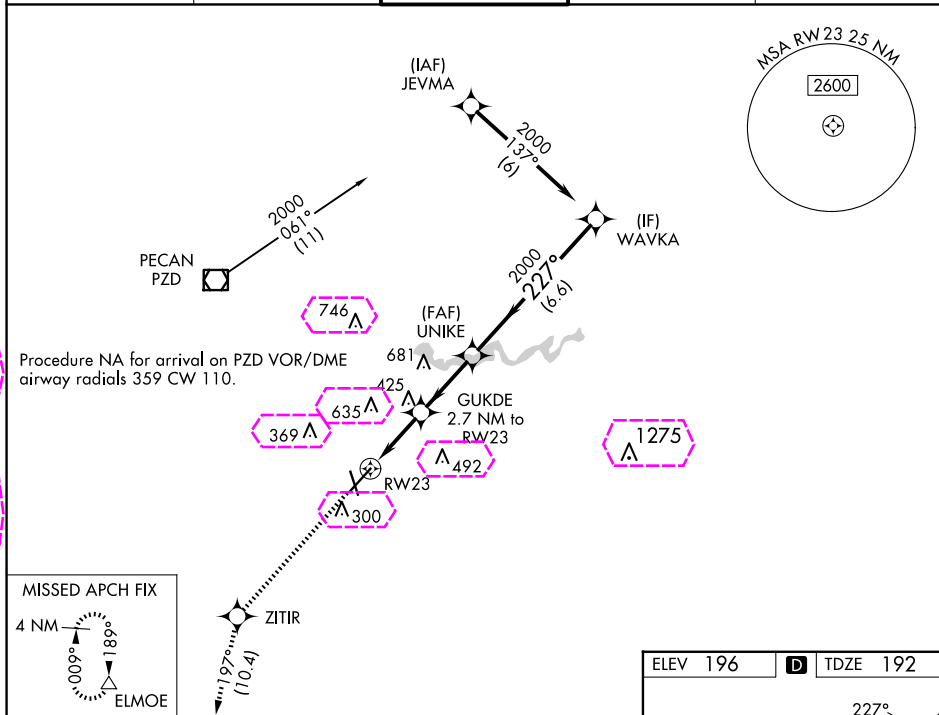 MSA RW 23 25 NM
2600
(IAF)
JEVMA
2000
137°
(6)
(IF)
WAVKA
2000
061°
(11)
PECAN
PZD
2000
227°
(6.6)
(FAF)
UNIKE
746
Procedure NA for arrival on PZD VOR/DME
airway radials 359 CW 110.
681
425
635
369
GUKDE
2.7 NM to
RW23
492
1275
RW23
300
MISSED APCH FIX
4 NM
009°
189°
ELMOE
ZITIR
197°
(10.4)
ELEV 196
D
TDZE 192
227°